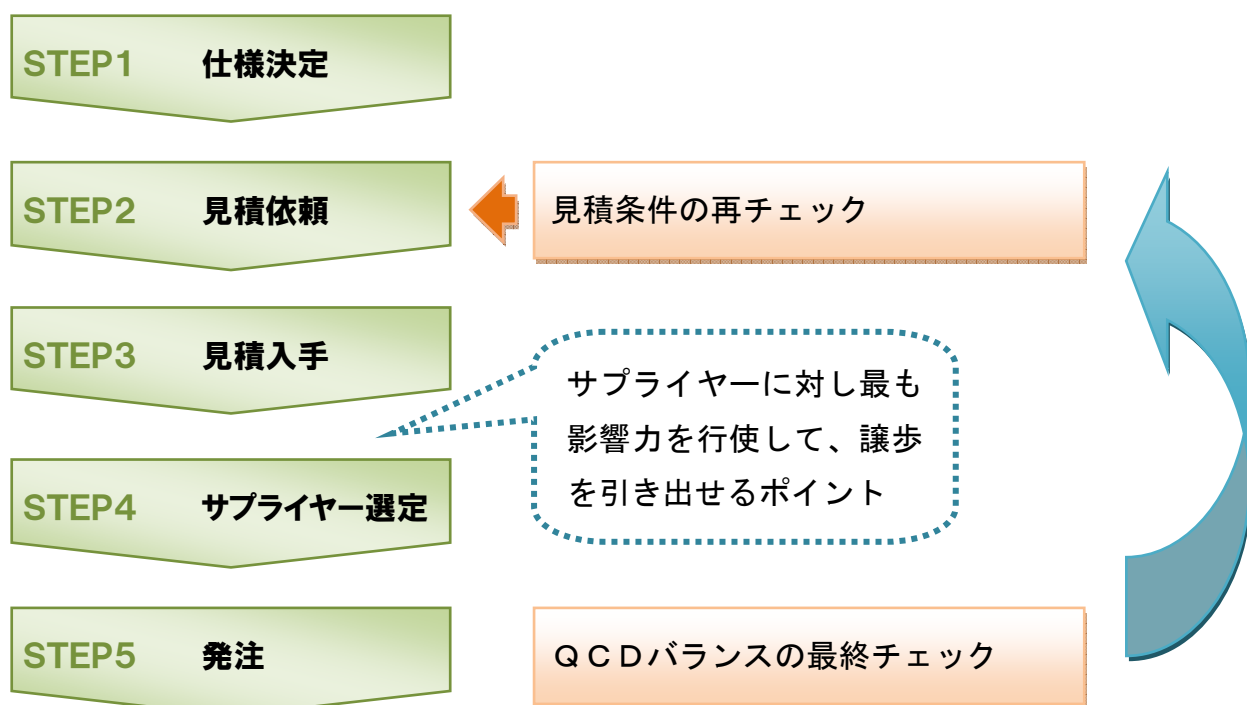 STEP1 仕様決定
STEP2 見積依頼
見積条件の再チェック
STEP3 見積入手
サプライヤーに対し最も
影響力を行使して、譲歩
を引き出せるポイント
STEP4 サプライヤー選定
STEP5 発注
ＱＣＤバランスの最終チェック